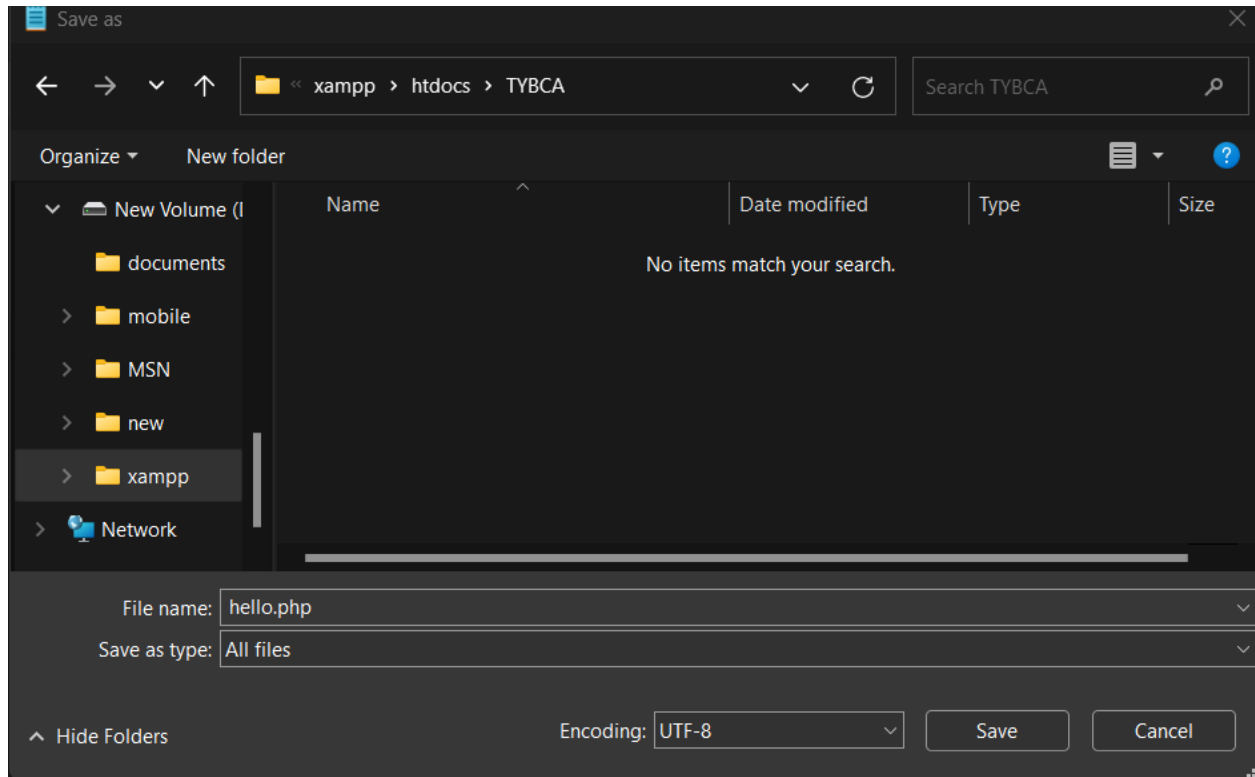 Save as
« xampp > htdocs > TYBCA
Search TYBCA
Organize
New folder
?
Name
Date modified
Type
Size
No items match your search.
New Volume (
documents
mobile
MSN
new
xampp
Network
File name: hello.php
Save as type: All files
Hide Folders
Encoding: UTF-8
Save
Cancel